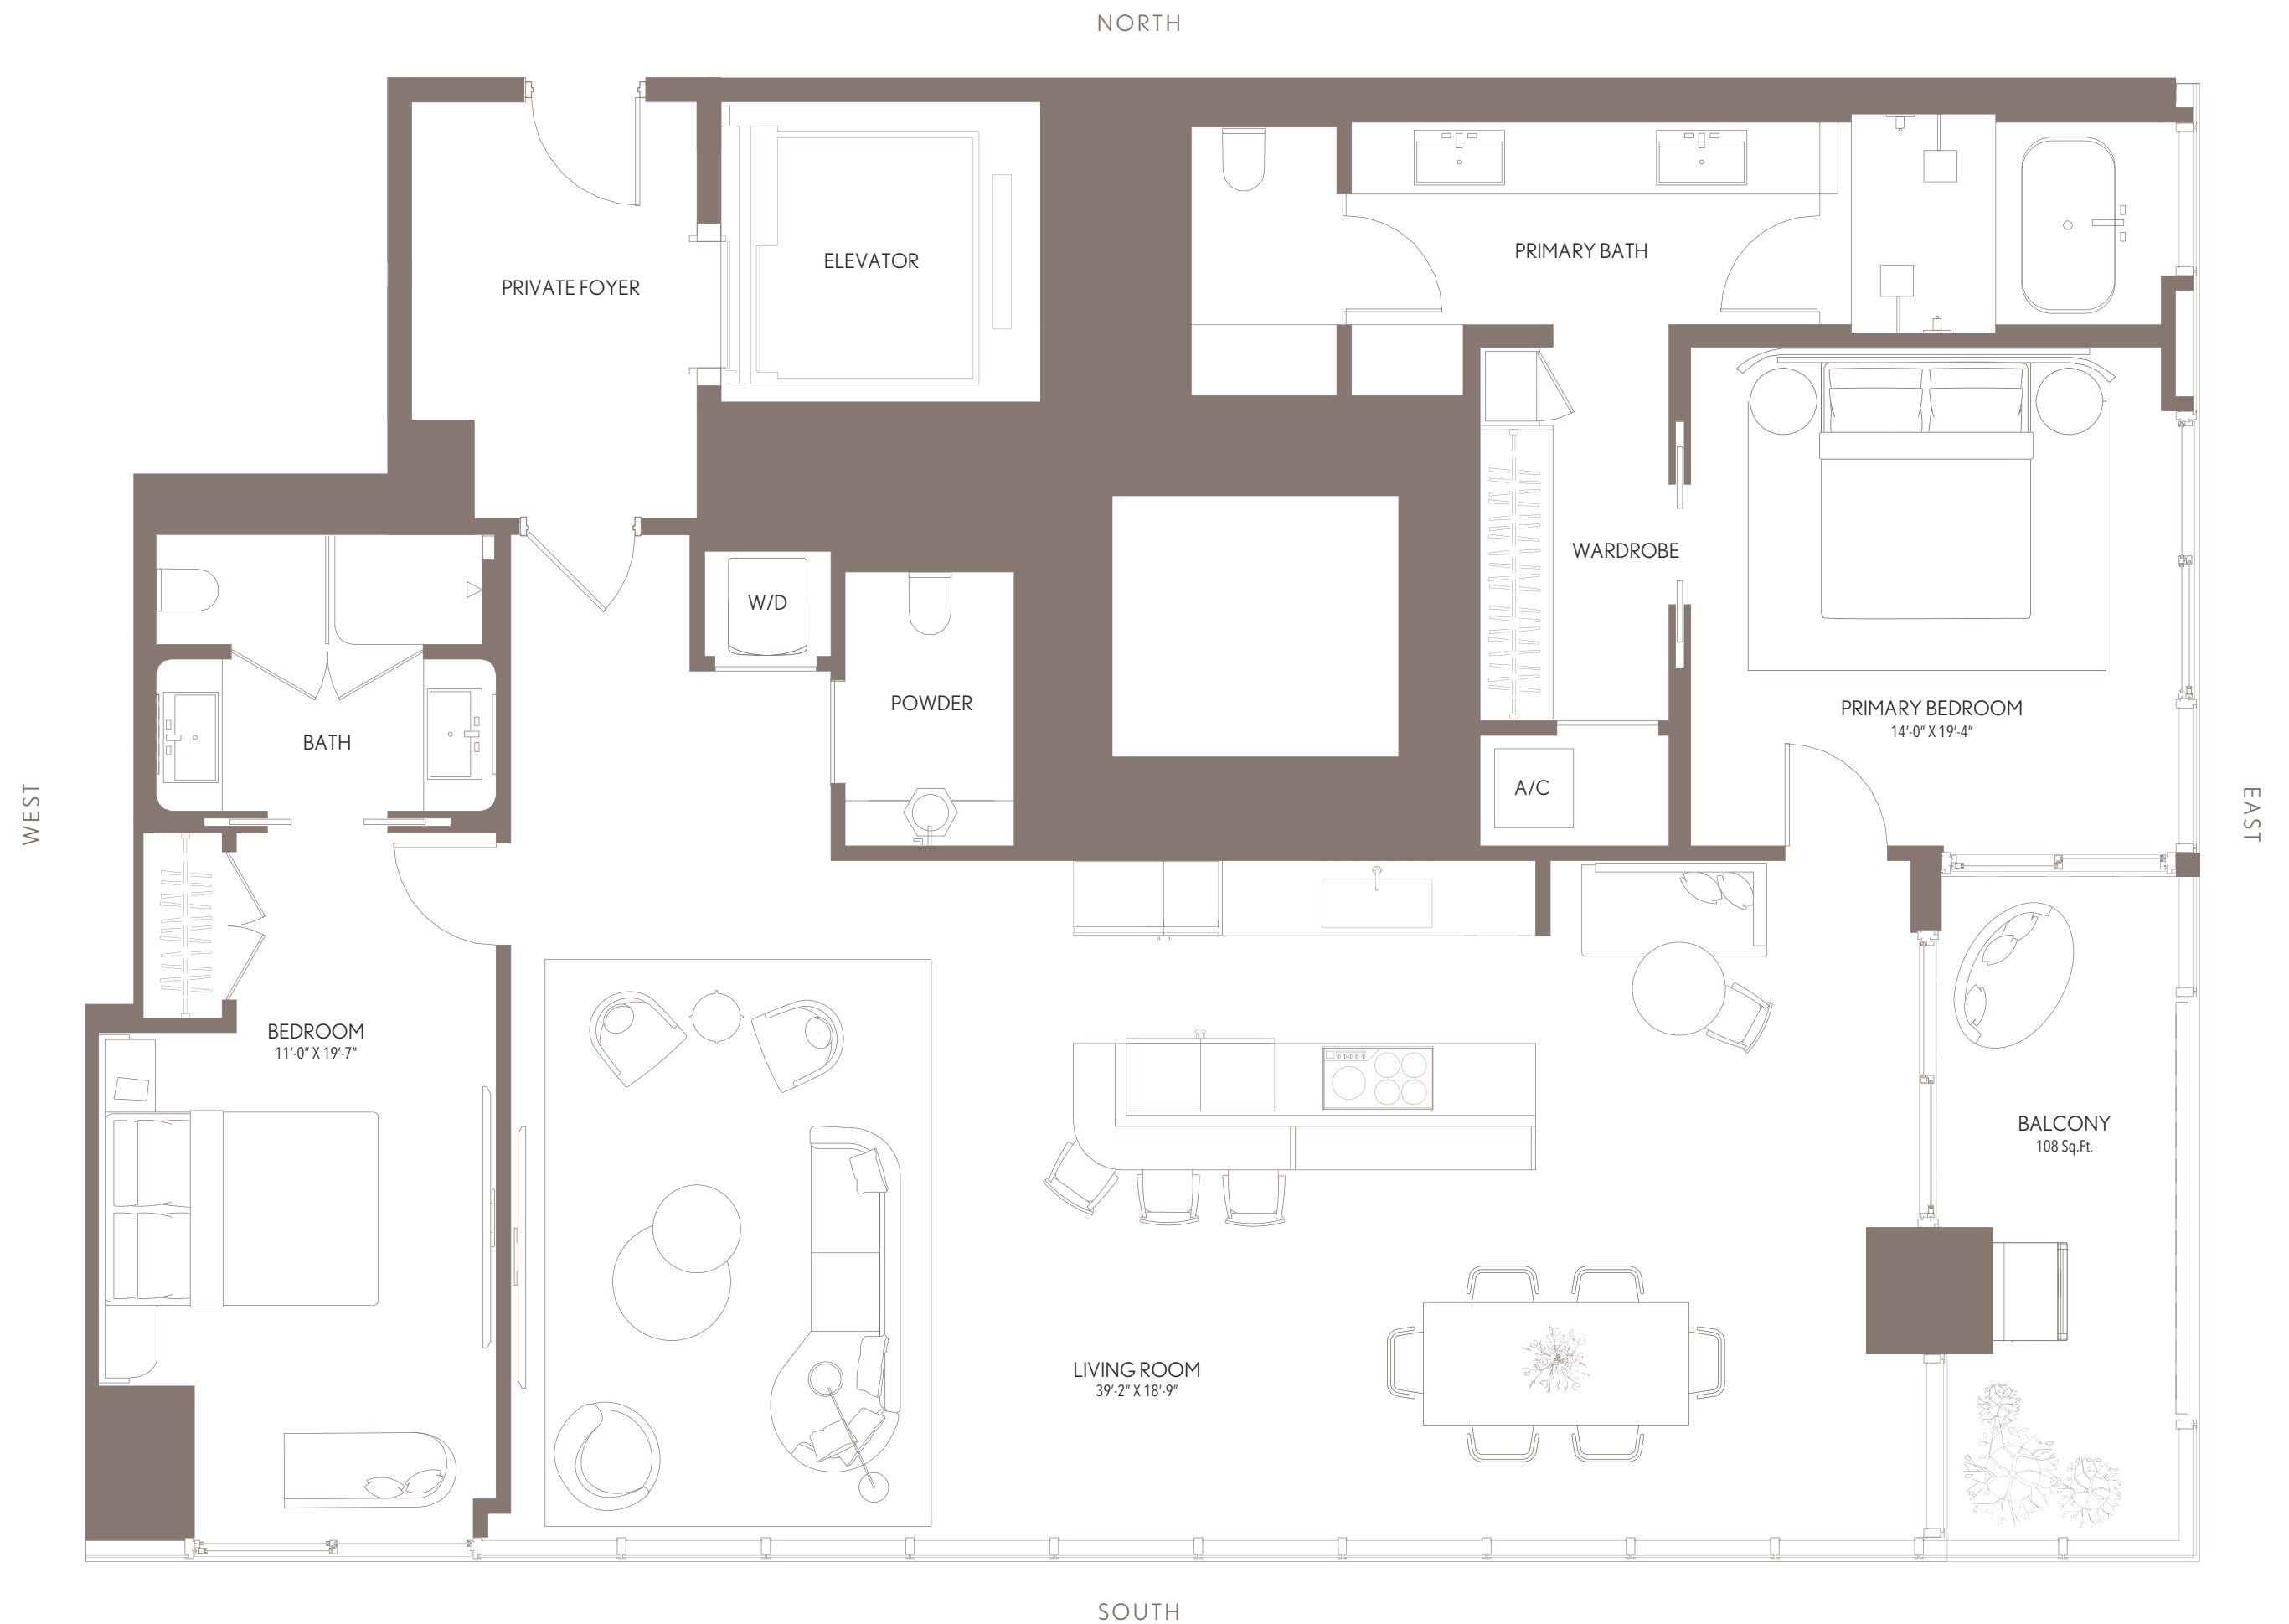 NORTH
ELEVATOR
PRIMARY BATH
PRIVATE FOYER
WARDROBE
W/D
POWDER
PRIMARY BEDROOM
14'-0" X 19'-4"
BATH
A/C
WEST
EAST
BEDROOM
11'-0" X 19'-7"
BALCONY
108 Sq.Ft.
LIVING ROOM
39'-2" X 18'-9"
SOUTH